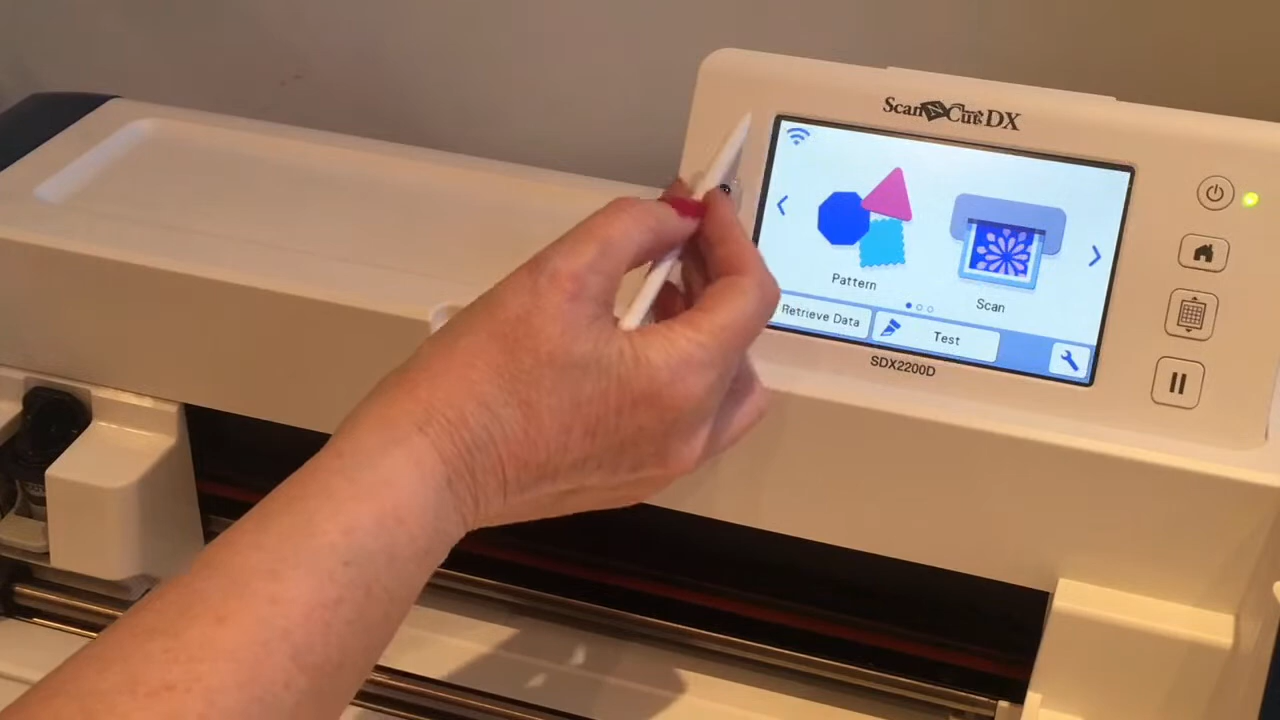 ScanNCut DX
Pattern
Scan
Retrieve Data
Test
SDX2200D